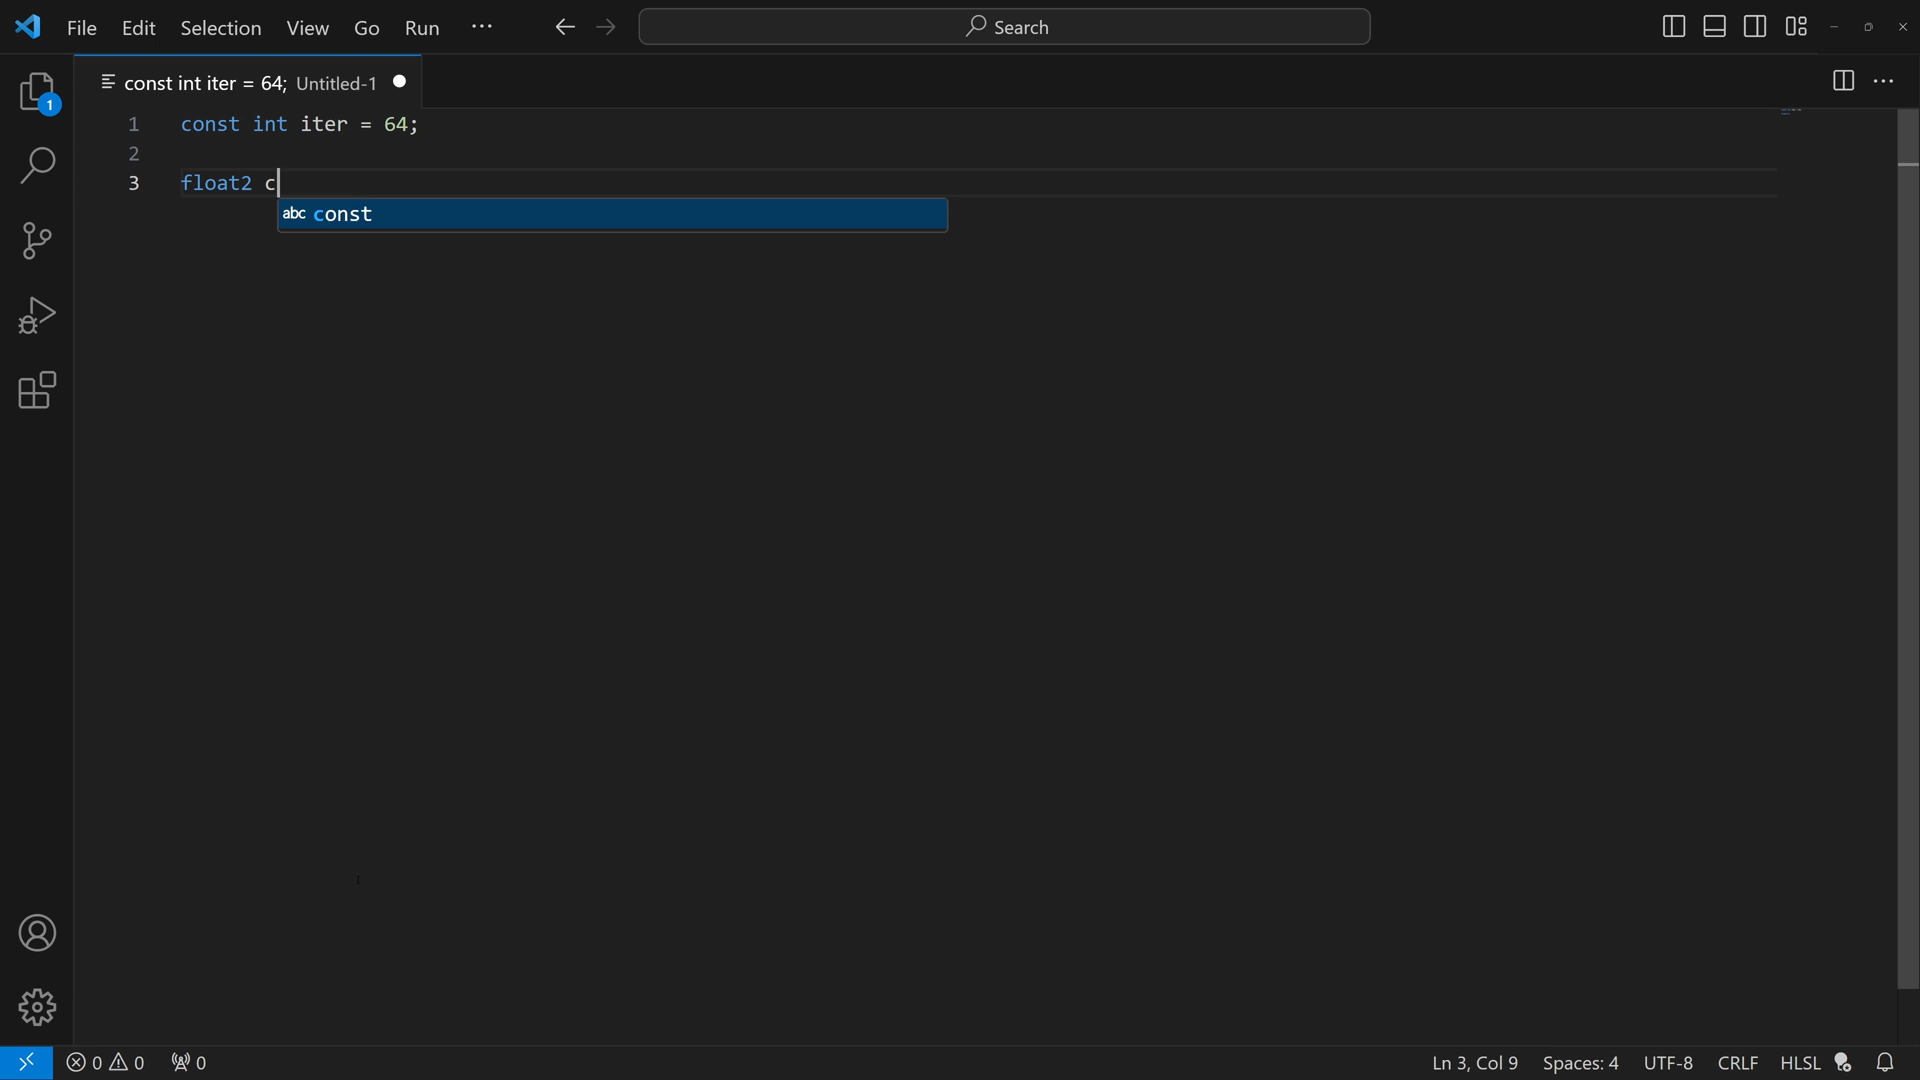 File Edit Selection View Go Run ···
Search
const int iter = 64; Untitled-1
1
1 const int iter = 64;
2
3 float2 c
abc const
0 0 0
Ln 3, Col 9 Spaces: 4 UTF-8 CRLF HLSL